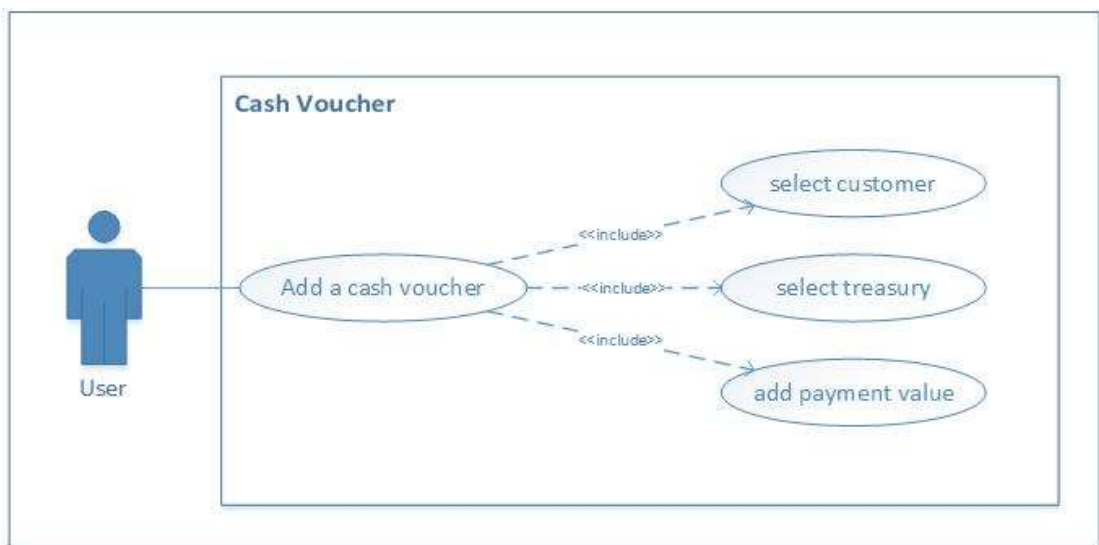 Cash Voucher
select customer
<<include>>
Add a cash voucher
<<include>>
select treasury
<<include>>
add payment value
User